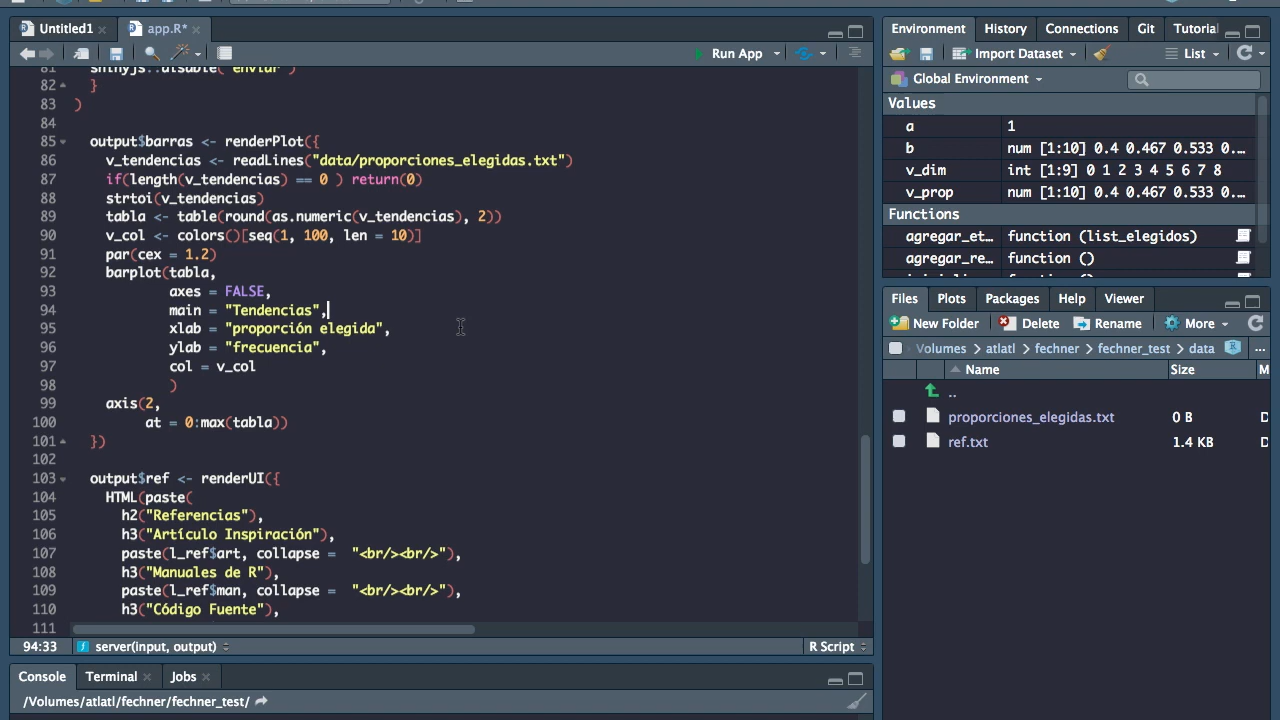 Untitled1
app.R*
Run App
81
shinyjs::disable("enviar")
82 }
83 )
84
85 output$barras <- renderPlot({
86 v_tendencias <- readLines("data/proporciones_elegidas.txt")
87 if(length(v_tendencias) == 0 ) return(0)
88 strtoi(v_tendencias)
89 tabla <- table(round(as.numeric(v_tendencias), 2))
90 v_col <- colors()[seq(1, 100, len = 10)]
91 par(cex = 1.2)
92 barplot(tabla,
93 axes = FALSE,
94 main = "Tendencias",
95 xlab = "proporción elegida",
96 ylab = "frecuencia",
97 col = v_col
98 )
99 axis(2,
100 at = 0:max(tabla))
101 })
102
103 output$ref <- renderUI({
104 HTML(paste(
105 h2("Referencias"),
106 h3("Artículo Inspiración"),
107 paste(l_ref$art, collapse = "<br/><br/>"),
108 h3("Manuales de R"),
109 paste(l_ref$man, collapse = "<br/><br/>"),
110 h3("Código Fuente"),
111
94:33 server(input, output) R Script
Console Terminal Jobs
/Volumes/atlatl/fechner/fechner_test/
Environment History Connections Git Tutorial
Import Dataset List
Global Environment
Values
a 1
b num [1:10] 0.4 0.467 0.533 0...
v_dim int [1:9] 0 1 2 3 4 5 6 7 8
v_prop num [1:10] 0.4 0.467 0.533 0...
Functions
agregar_et… function (list_elegidos)
agregar_re… function ()
Files Plots Packages Help Viewer
New Folder Delete Rename More
Volumes atlatl fechner fechner_test data ...
Name Size M
..
proporciones_elegidas.txt 0 B D
ref.txt 1.4 KB D